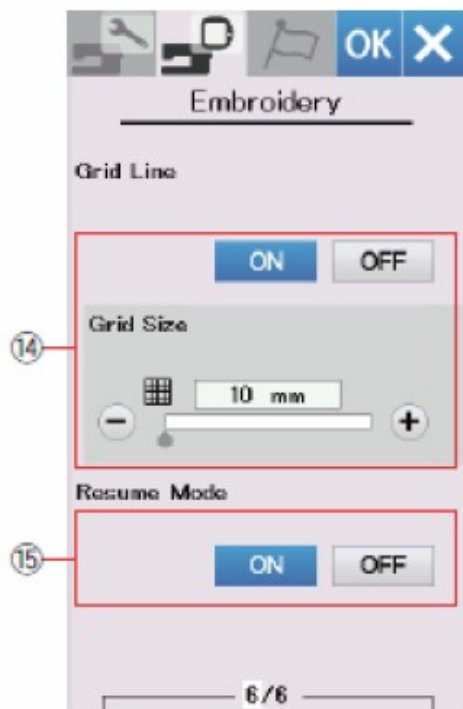 OK X
Embroidery
Grid Line
ON OFF
⑭
Grid Size
10 mm
− +
Resume Mode
⑮
ON OFF
6/6